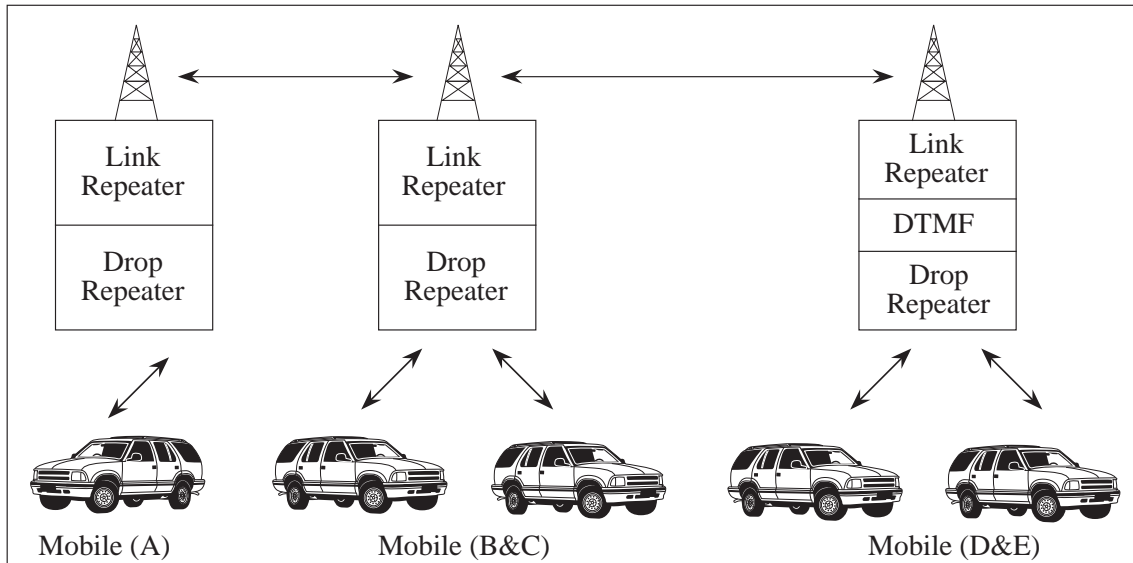 Link
Repeater
Drop
Repeater
Link
Repeater
Drop
Repeater
Link
Repeater
DTMF
Drop
Repeater
Mobile (A)
Mobile (B&C)
Mobile (D&E)